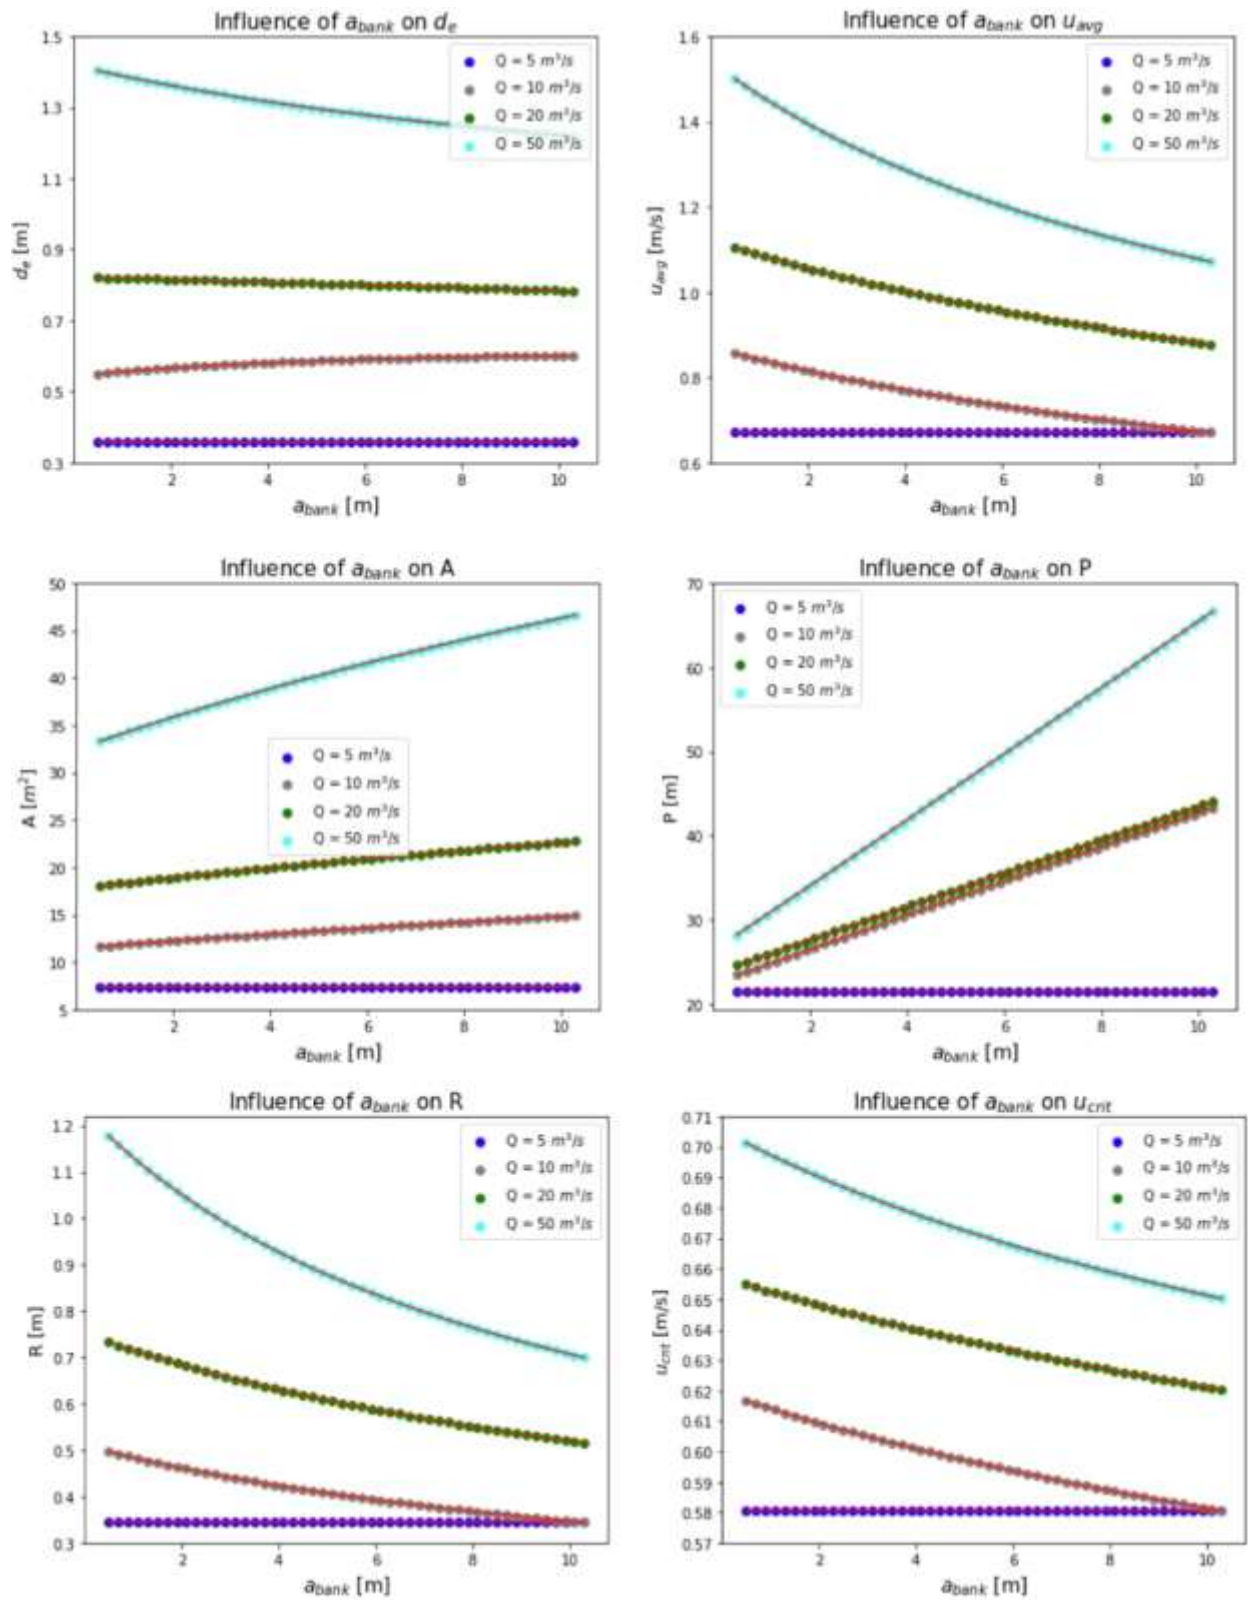 Influence of a_bank on d_e
Q = 5 m³/s
Q = 10 m³/s
Q = 20 m³/s
Q = 50 m³/s
1.5
1.3
1.1
0.9
0.7
0.5
0.3
d_e [m]
2 4 6 8 10
a_bank [m]
Influence of a_bank on u_avg
Q = 5 m³/s
Q = 10 m³/s
Q = 20 m³/s
Q = 50 m³/s
1.6
1.4
1.2
1.0
0.8
0.6
u_avg [m/s]
2 4 6 8 10
a_bank [m]
Influence of a_bank on A
50
45
40
35
30
25
20
15
10
5
A [m²]
Q = 5 m³/s
Q = 10 m³/s
Q = 20 m³/s
Q = 50 m³/s
2 4 6 8 10
a_bank [m]
Influence of a_bank on P
Q = 5 m³/s
Q = 10 m³/s
Q = 20 m³/s
Q = 50 m³/s
70
60
50
40
30
20
P [m]
2 4 6 8 10
a_bank [m]
Influence of a_bank on R
Q = 5 m³/s
Q = 10 m³/s
Q = 20 m³/s
Q = 50 m³/s
1.2
1.1
1.0
0.9
0.8
0.7
0.6
0.5
0.4
0.3
R [m]
2 4 6 8 10
a_bank [m]
Influence of a_bank on u_crit
Q = 5 m³/s
Q = 10 m³/s
Q = 20 m³/s
Q = 50 m³/s
0.71
0.70
0.69
0.68
0.67
0.66
0.65
0.64
0.63
0.62
0.61
0.60
0.59
0.58
0.57
u_crit [m/s]
2 4 6 8 10
a_bank [m]